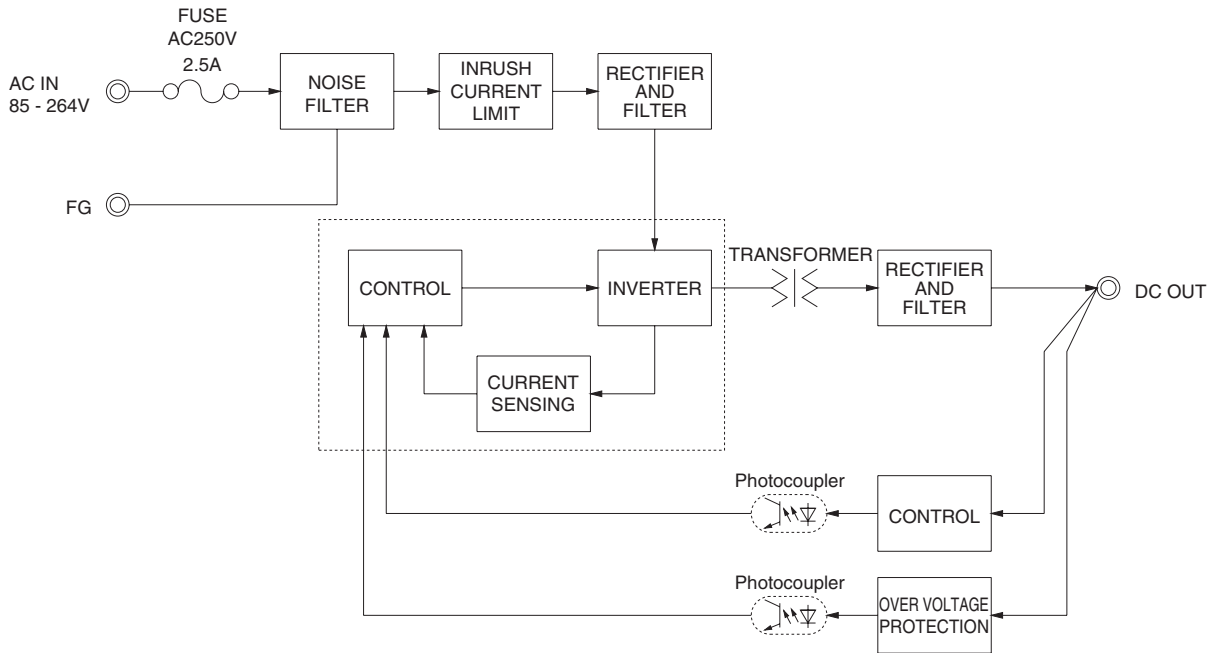 FUSE
AC250V
2.5A
AC IN
85 - 264V
NOISE
FILTER
INRUSH
CURRENT
LIMIT
RECTIFIER
AND
FILTER
FG
CONTROL
INVERTER
TRANSFORMER
RECTIFIER
AND
FILTER
DC OUT
CURRENT
SENSING
Photocoupler
CONTROL
Photocoupler
OVER VOLTAGE
PROTECTION